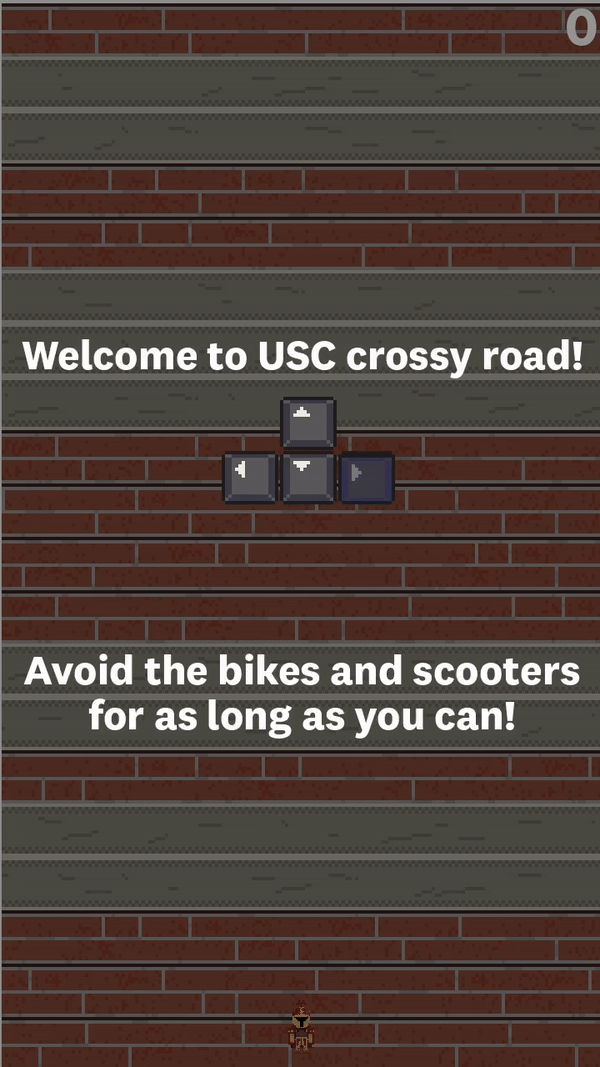 0
Welcome to USC crossy road!
Avoid the bikes and scooters
for as long as you can!